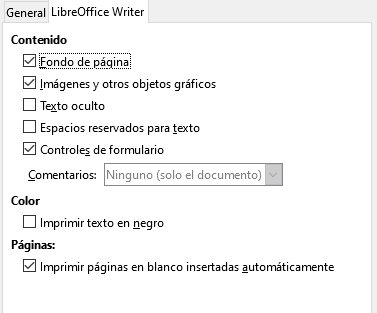 General LibreOffice Writer
Contenido
Fondo de página
Imágenes y otros objetos gráficos
Texto oculto
Espacios reservados para texto
Controles de formulario
Comentarios: Ninguno (solo el documento)
Color
Imprimir texto en negro
Páginas:
Imprimir páginas en blanco insertadas automáticamente